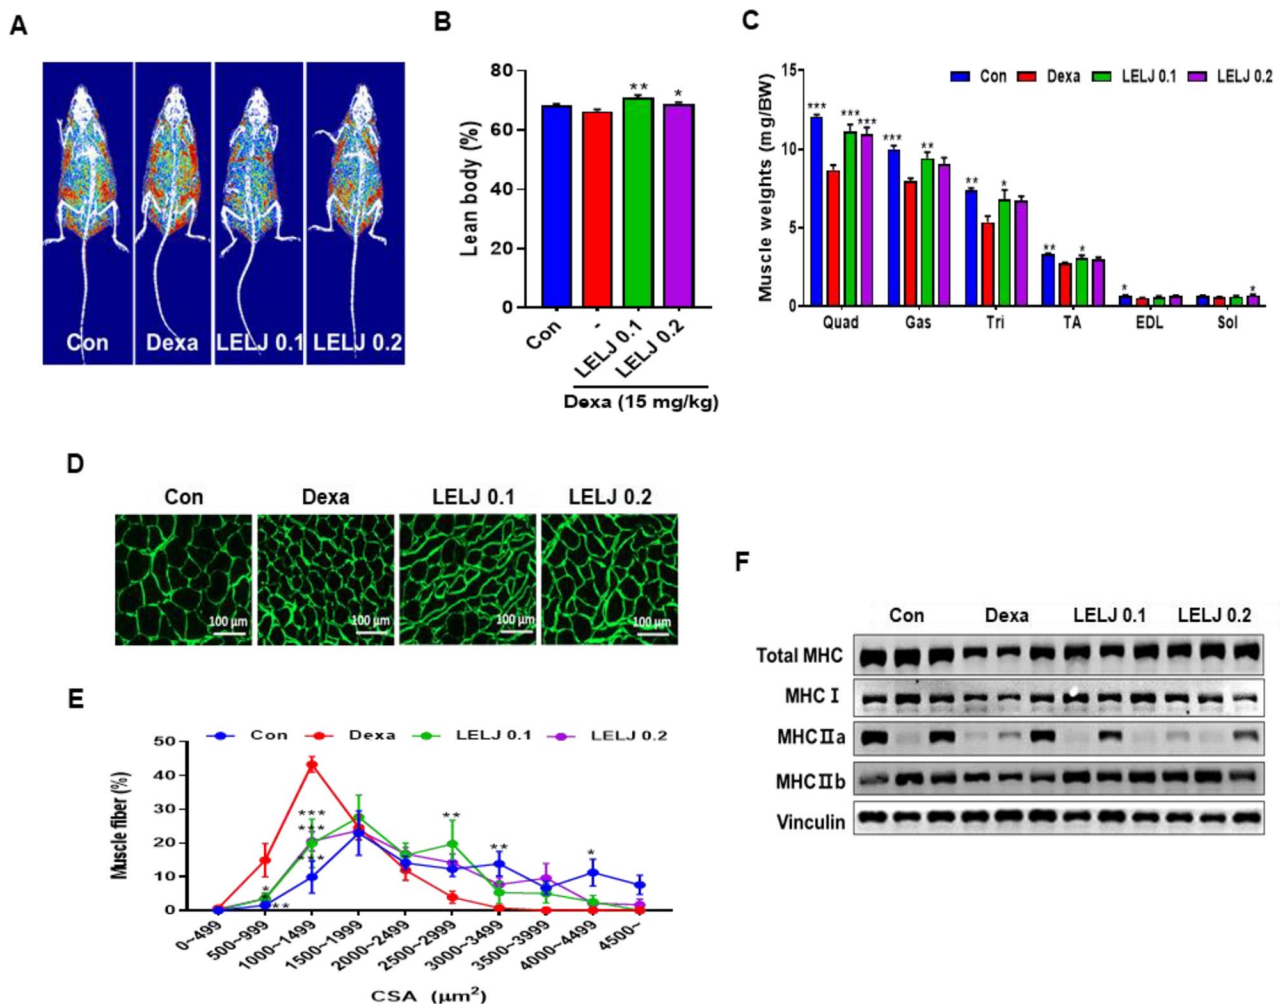 A
Con
Dexa
LELJ 0.1
LELJ 0.2
B
Lean body (%)
80
60
40
20
0
**
*
Con
-
LELJ 0.1
LELJ 0.2
Dexa (15 mg/kg)
C
Muscle weights (mg/BW)
15
10
5
0
Con
Dexa
LELJ 0.1
LELJ 0.2
***
***
***
***
**
**
*
**
*
*
*
Quad
Gas
Tri
TA
EDL
Sol
D
Con
Dexa
LELJ 0.1
LELJ 0.2
100 µm
100 µm
100 µm
100 µm
E
Con
Dexa
LELJ 0.1
LELJ 0.2
Muscle fiber (%)
50
40
30
20
10
0
*
**
***
***
***
**
**
*
0~499
500~999
1000~1499
1500~1999
2000~2499
2500~2999
3000~3499
3500~3999
4000~4499
4500~
CSA (µm²)
F
Con
Dexa
LELJ 0.1
LELJ 0.2
Total MHC
MHC Ⅰ
MHCⅡa
MHCⅡb
Vinculin